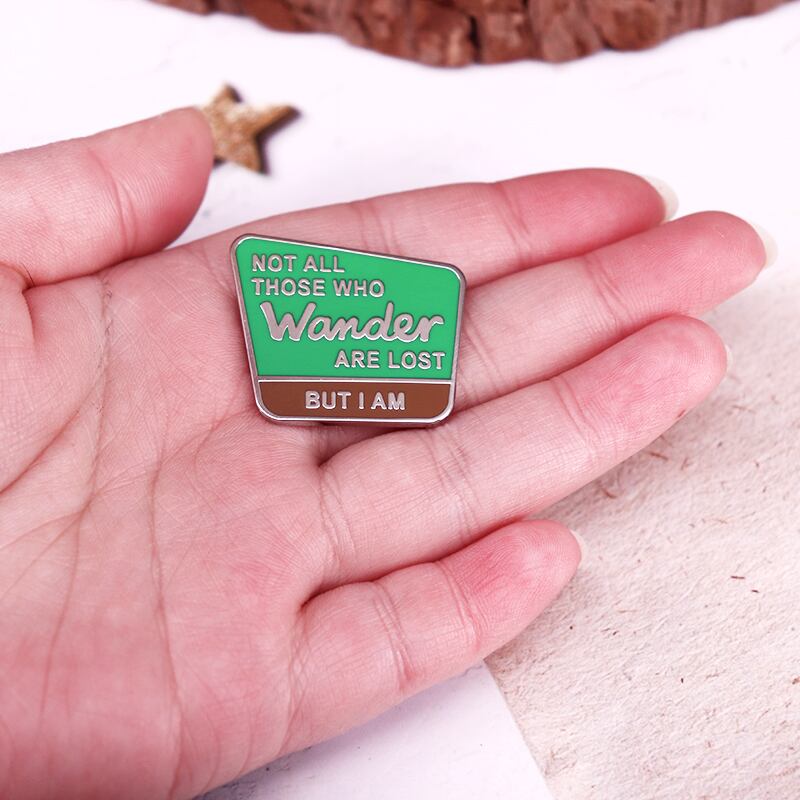 NOT ALL
THOSE WHO
Wander
ARE LOST
BUT I AM